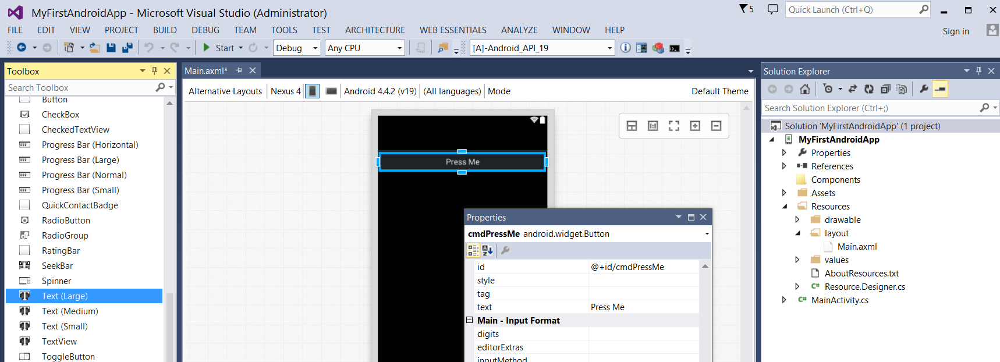 MyFirstAndroidApp - Microsoft Visual Studio (Administrator)
5
Quick Launch (Ctrl+Q)
FILE EDIT VIEW PROJECT BUILD DEBUG TEAM TOOLS TEST ARCHITECTURE WEB ESSENTIALS ANALYZE WINDOW HELP
Sign in
Start Debug Any CPU [A]-Android_API_19
Toolbox
Search Toolbox
Button
CheckBox
CheckedTextView
Progress Bar (Horizontal)
Progress Bar (Large)
Progress Bar (Normal)
Progress Bar (Small)
QuickContactBadge
RadioButton
RadioGroup
RatingBar
SeekBar
Spinner
Text (Large)
Text (Medium)
Text (Small)
TextView
ToggleButton
Main.axml*
Alternative Layouts Nexus 4 Android 4.4.2 (v19) (All languages) Mode Default Theme
1:1
Press Me
Properties
cmdPressMe android.widget.Button
id @+id/cmdPressMe
style
tag
text Press Me
Main - Input Format
digits
editorExtras
inputMethod
Solution Explorer
Search Solution Explorer (Ctrl+;)
Solution 'MyFirstAndroidApp' (1 project)
MyFirstAndroidApp
Properties
References
Components
Assets
Resources
drawable
layout
Main.axml
values
AboutResources.txt
C# Resource.Designer.cs
C# MainActivity.cs